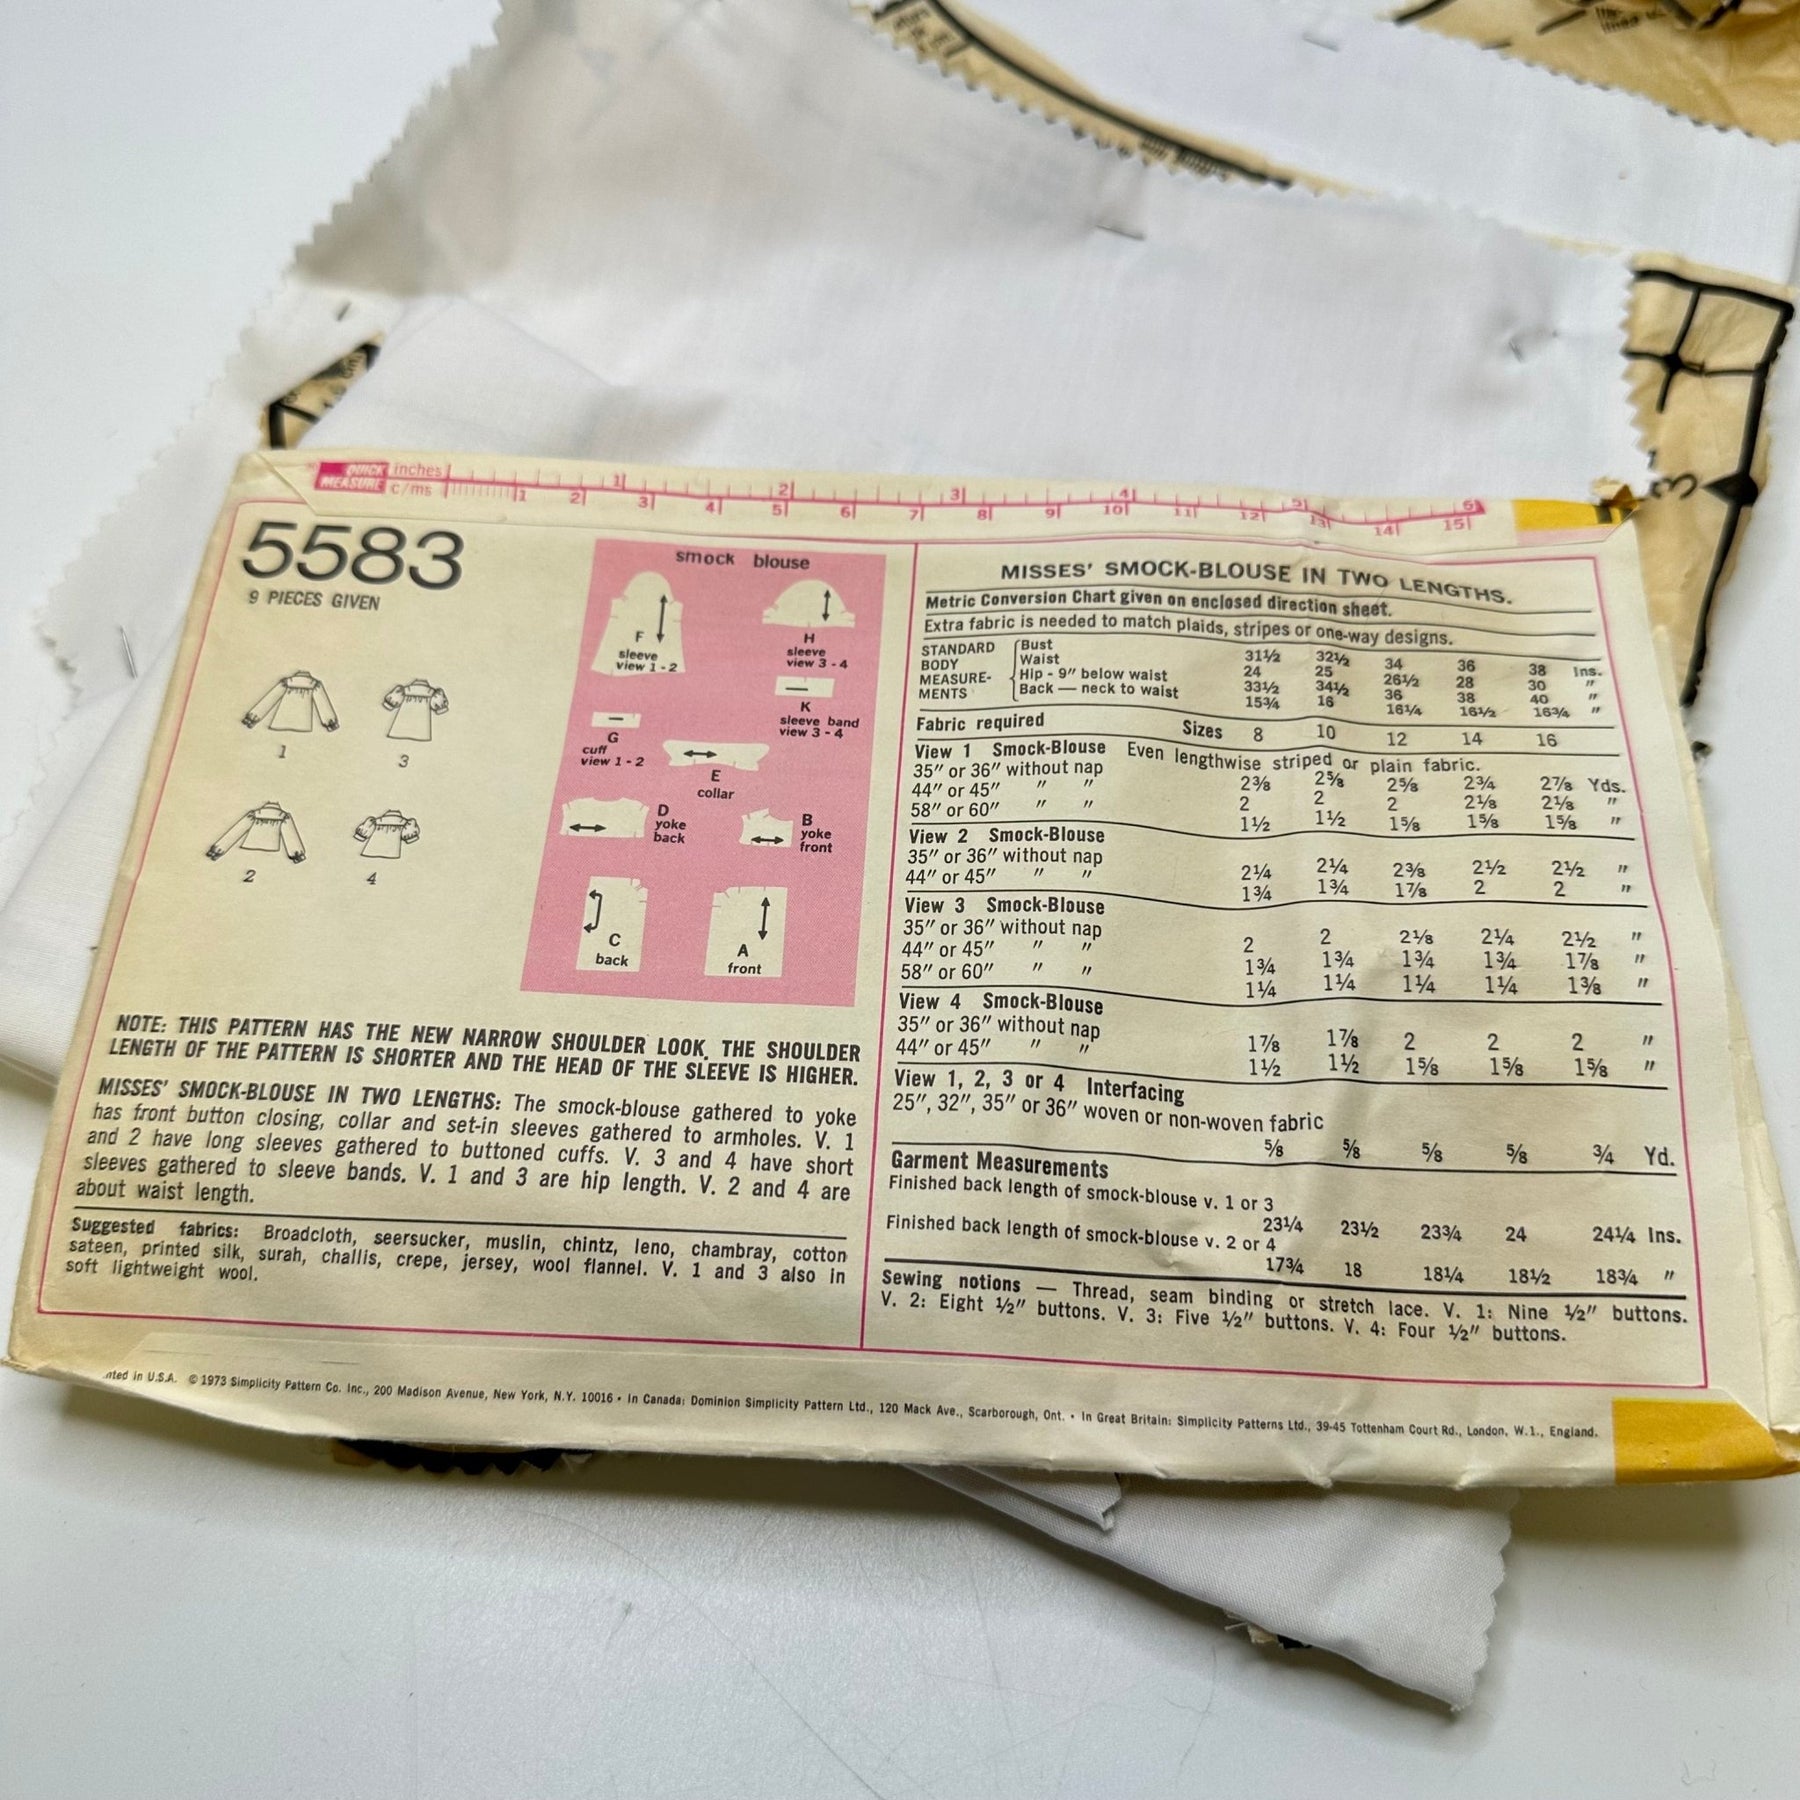 QUICK MEASURE inches
c/ms
1 2 3 4 5 6
1 2 3 4 5 6 7 8 9 10 11 12 13 14 15
5583
9 PIECES GIVEN
1
3
2
4
smock blouse
F
sleeve
view 1 - 2
H
sleeve
view 3 - 4
K
sleeve band
view 3 - 4
G
cuff
view 1 - 2
E
collar
D
yoke
back
B
yoke
front
C
back
A
front
NOTE: THIS PATTERN HAS THE NEW NARROW SHOULDER LOOK. THE SHOULDER
LENGTH OF THE PATTERN IS SHORTER AND THE HEAD OF THE SLEEVE IS HIGHER.
MISSES' SMOCK-BLOUSE IN TWO LENGTHS: The smock-blouse gathered to yoke
has front button closing, collar and set-in sleeves gathered to armholes. V. 1
and 2 have long sleeves gathered to buttoned cuffs. V. 3 and 4 have short
sleeves gathered to sleeve bands. V. 1 and 3 are hip length. V. 2 and 4 are
about waist length.
Suggested fabrics: Broadcloth, seersucker, muslin, chintz, leno, chambray, cotton
sateen, printed silk, surah, challis, crepe, jersey, wool flannel. V. 1 and 3 also in
soft lightweight wool.
MISSES' SMOCK-BLOUSE IN TWO LENGTHS.
Metric Conversion Chart given on enclosed direction sheet.
Extra fabric is needed to match plaids, stripes or one-way designs.
STANDARD BODY MEASURE-MENTS
Bust 31½ 32½ 34 36 38 Ins.
Waist 24 25 26½ 28 30 "
Hip - 9" below waist 33½ 34½ 36 38 40 "
Back — neck to waist 15¾ 16 16¼ 16½ 16¾ "
Fabric required Sizes 8 10 12 14 16
View 1 Smock-Blouse Even lengthwise striped or plain fabric.
35" or 36" without nap 2⅜ 2⅝ 2⅝ 2¾ 2⅞ Yds.
44" or 45" " " 2 2 2 2⅛ 2⅛ "
58" or 60" " " 1½ 1½ 1⅝ 1⅝ 1⅝ "
View 2 Smock-Blouse
35" or 36" without nap 2¼ 2¼ 2⅜ 2½ 2½ "
44" or 45" " " 1¾ 1¾ 1⅞ 2 2 "
View 3 Smock-Blouse
35" or 36" without nap 2 2 2⅛ 2¼ 2½ "
44" or 45" " " 1¾ 1¾ 1¾ 1¾ 1⅞ "
58" or 60" " " 1¼ 1¼ 1¼ 1¼ 1⅜ "
View 4 Smock-Blouse
35" or 36" without nap 1⅞ 1⅞ 2 2 2 "
44" or 45" " " 1½ 1½ 1⅝ 1⅝ 1⅝ "
View 1, 2, 3 or 4 Interfacing
25", 32", 35" or 36" woven or non-woven fabric
⅝ ⅝ ⅝ ⅝ ¾ Yd.
Garment Measurements
Finished back length of smock-blouse v. 1 or 3
23¼ 23½ 23¾ 24 24¼ Ins.
Finished back length of smock-blouse v. 2 or 4
17¾ 18 18¼ 18½ 18¾ "
Sewing notions — Thread, seam binding or stretch lace. V. 1: Nine ½" buttons.
V. 2: Eight ½" buttons. V. 3: Five ½" buttons. V. 4: Four ½" buttons.
in U.S.A. © 1973 Simplicity Pattern Co. Inc., 200 Madison Avenue, New York, N.Y. 10016 • In Canada: Dominion Simplicity Pattern Ltd., 120 Mack Ave., Scarborough, Ont. • In Great Britain: Simplicity Patterns Ltd., 39-45 Tottenham Court Rd., London, W.1., England.
3